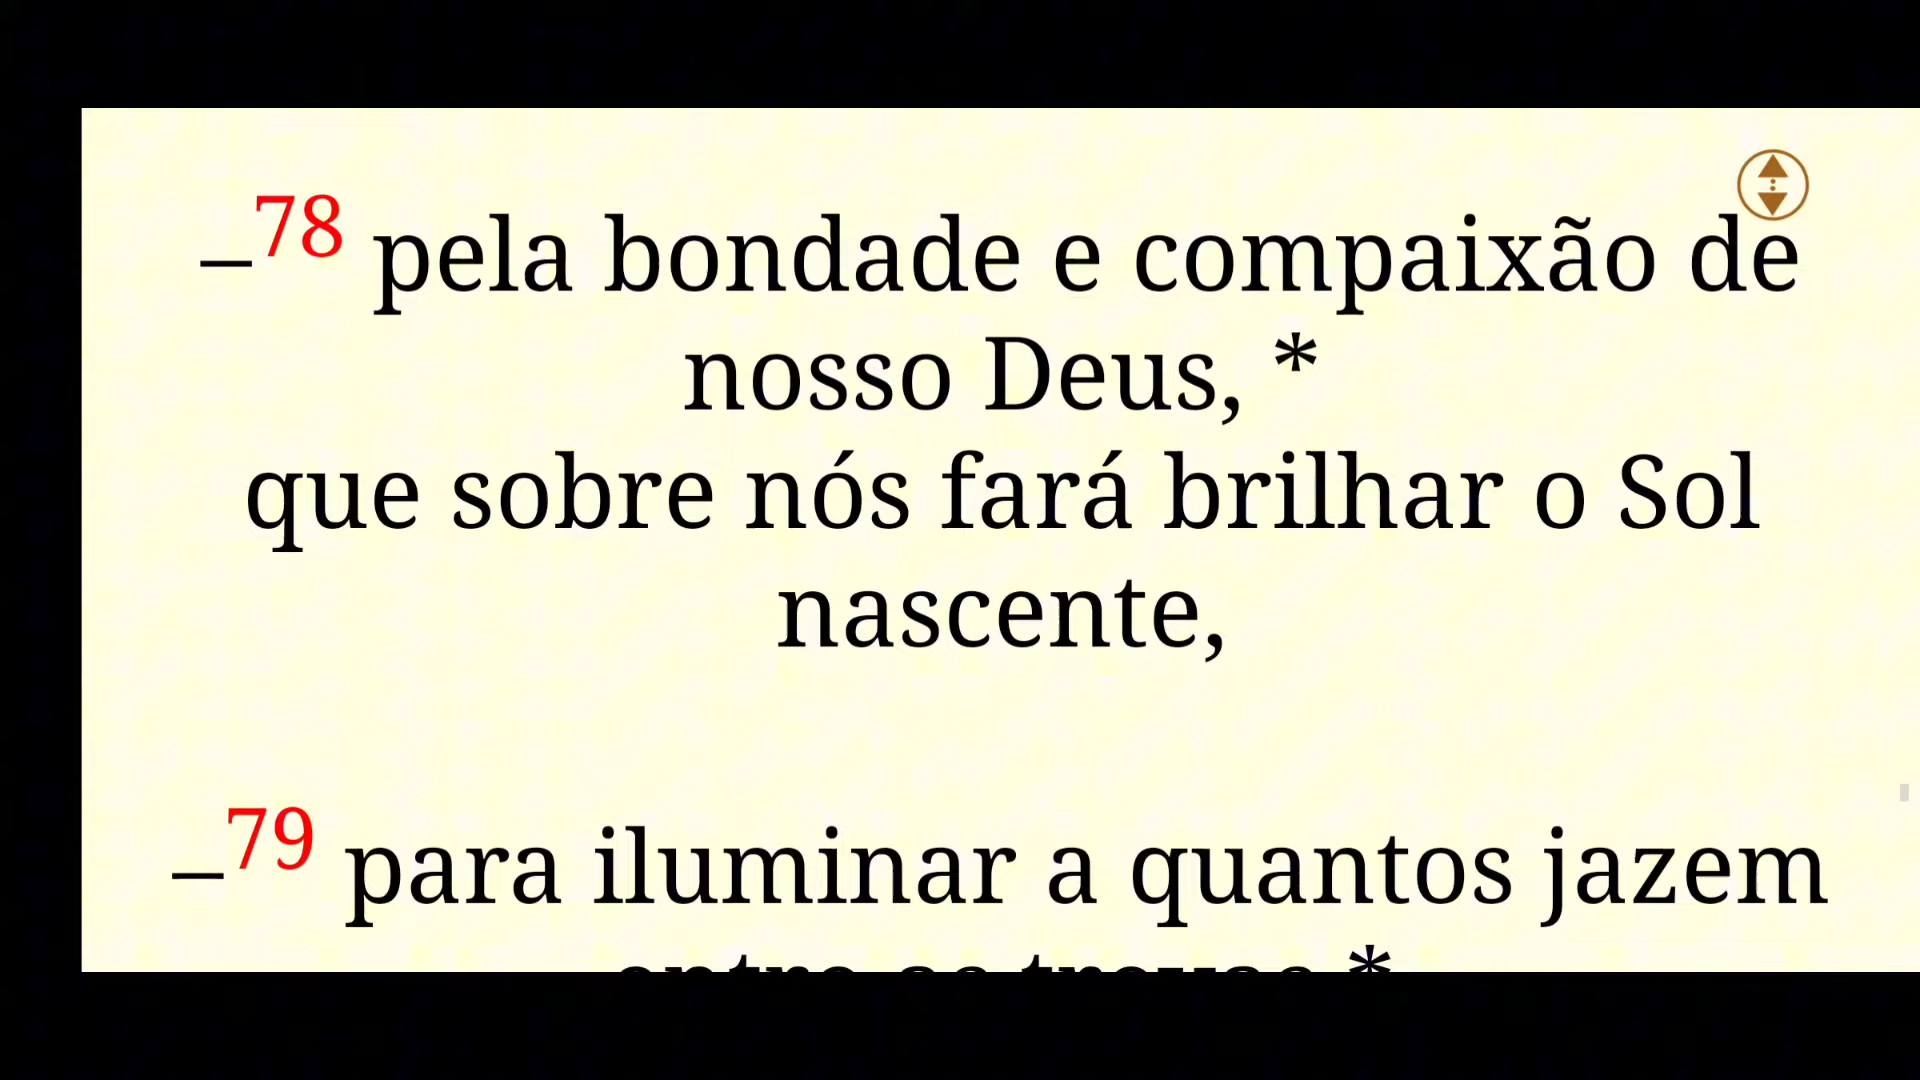 –78 pela bondade e compaixão de
nosso Deus, *
que sobre nós fará brilhar o Sol
nascente,
–79 para iluminar a quantos jazem
*